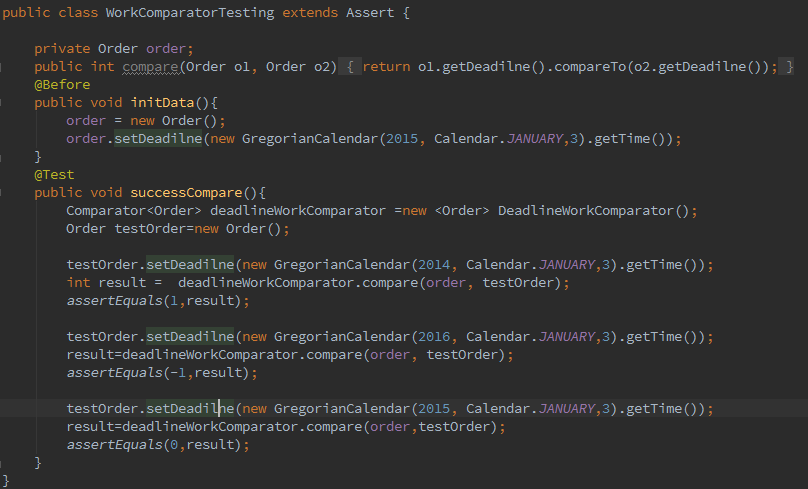 public class WorkComparatorTesting extends Assert {
private Order order;
public int compare(Order o1, Order o2) { return o1.getDeadilne().compareTo(o2.getDeadilne()); }
@Before
public void initData(){
order = new Order();
order.setDeadilne(new GregorianCalendar(2015, Calendar.JANUARY,3).getTime());
}
@Test
public void successCompare(){
Comparator<Order> deadlineWorkComparator =new <Order> DeadlineWorkComparator();
Order testOrder=new Order();
testOrder.setDeadilne(new GregorianCalendar(2014, Calendar.JANUARY,3).getTime());
int result =  deadlineWorkComparator.compare(order, testOrder);
assertEquals(1,result);
testOrder.setDeadilne(new GregorianCalendar(2016, Calendar.JANUARY,3).getTime());
result=deadlineWorkComparator.compare(order, testOrder);
assertEquals(-1,result);
testOrder.setDeadilne(new GregorianCalendar(2015, Calendar.JANUARY,3).getTime());
result=deadlineWorkComparator.compare(order,testOrder);
assertEquals(0,result);
}
}